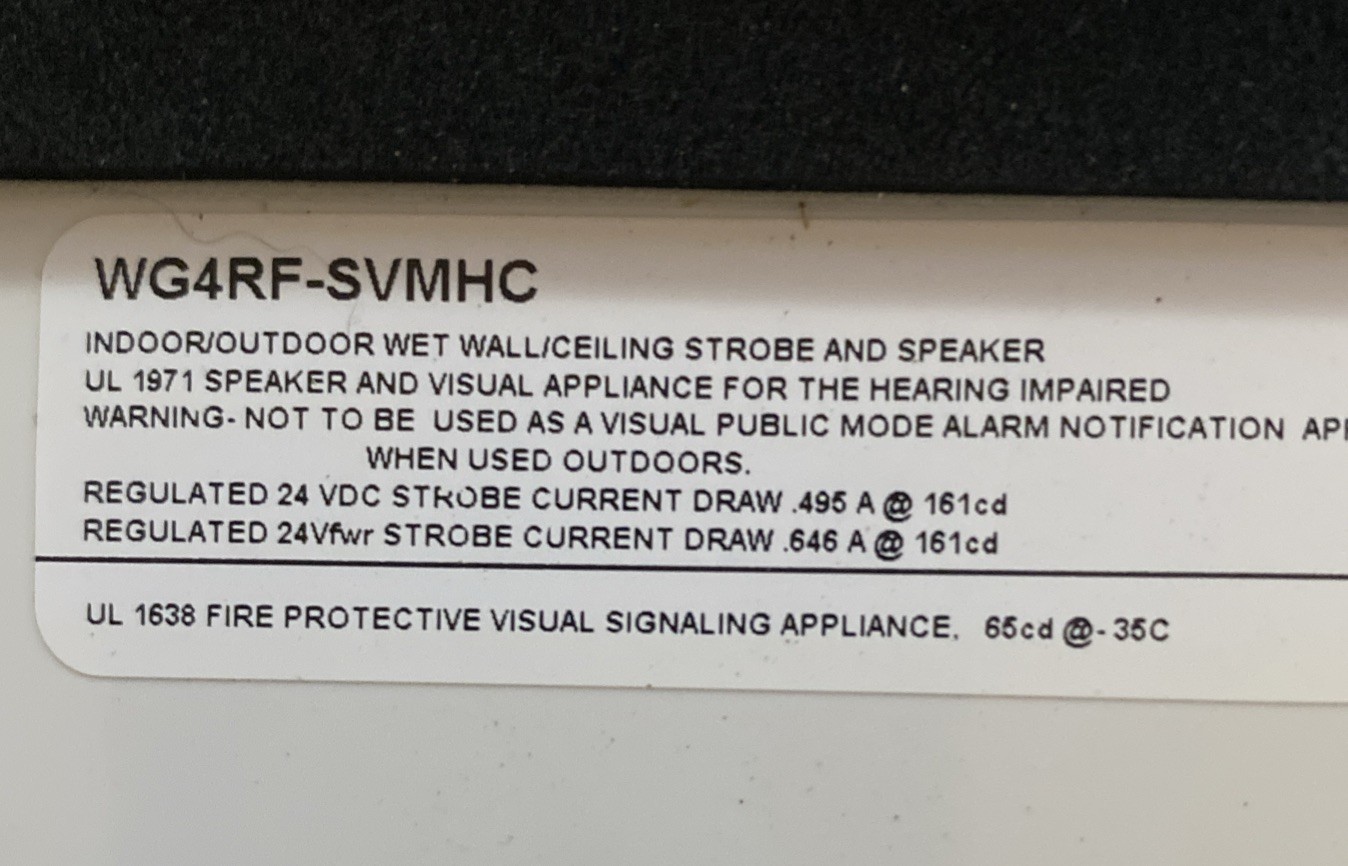 WG4RF-SVMHC
INDOOR/OUTDOOR WET WALL/CEILING STROBE AND SPEAKER
UL 1971 SPEAKER AND VISUAL APPLIANCE FOR THE HEARING IMPAIRED
WARNING- NOT TO BE USED AS A VISUAL PUBLIC MODE ALARM NOTIFICATION
WHEN USED OUTDOORS.
REGULATED 24 VDC STROBE CURRENT DRAW .495 A @ 161cd
REGULATED 24Vfwr STROBE CURRENT DRAW .646 A @ 161cd
UL 1638 FIRE PROTECTIVE VISUAL SIGNALING APPLIANCE. 65cd @- 35C